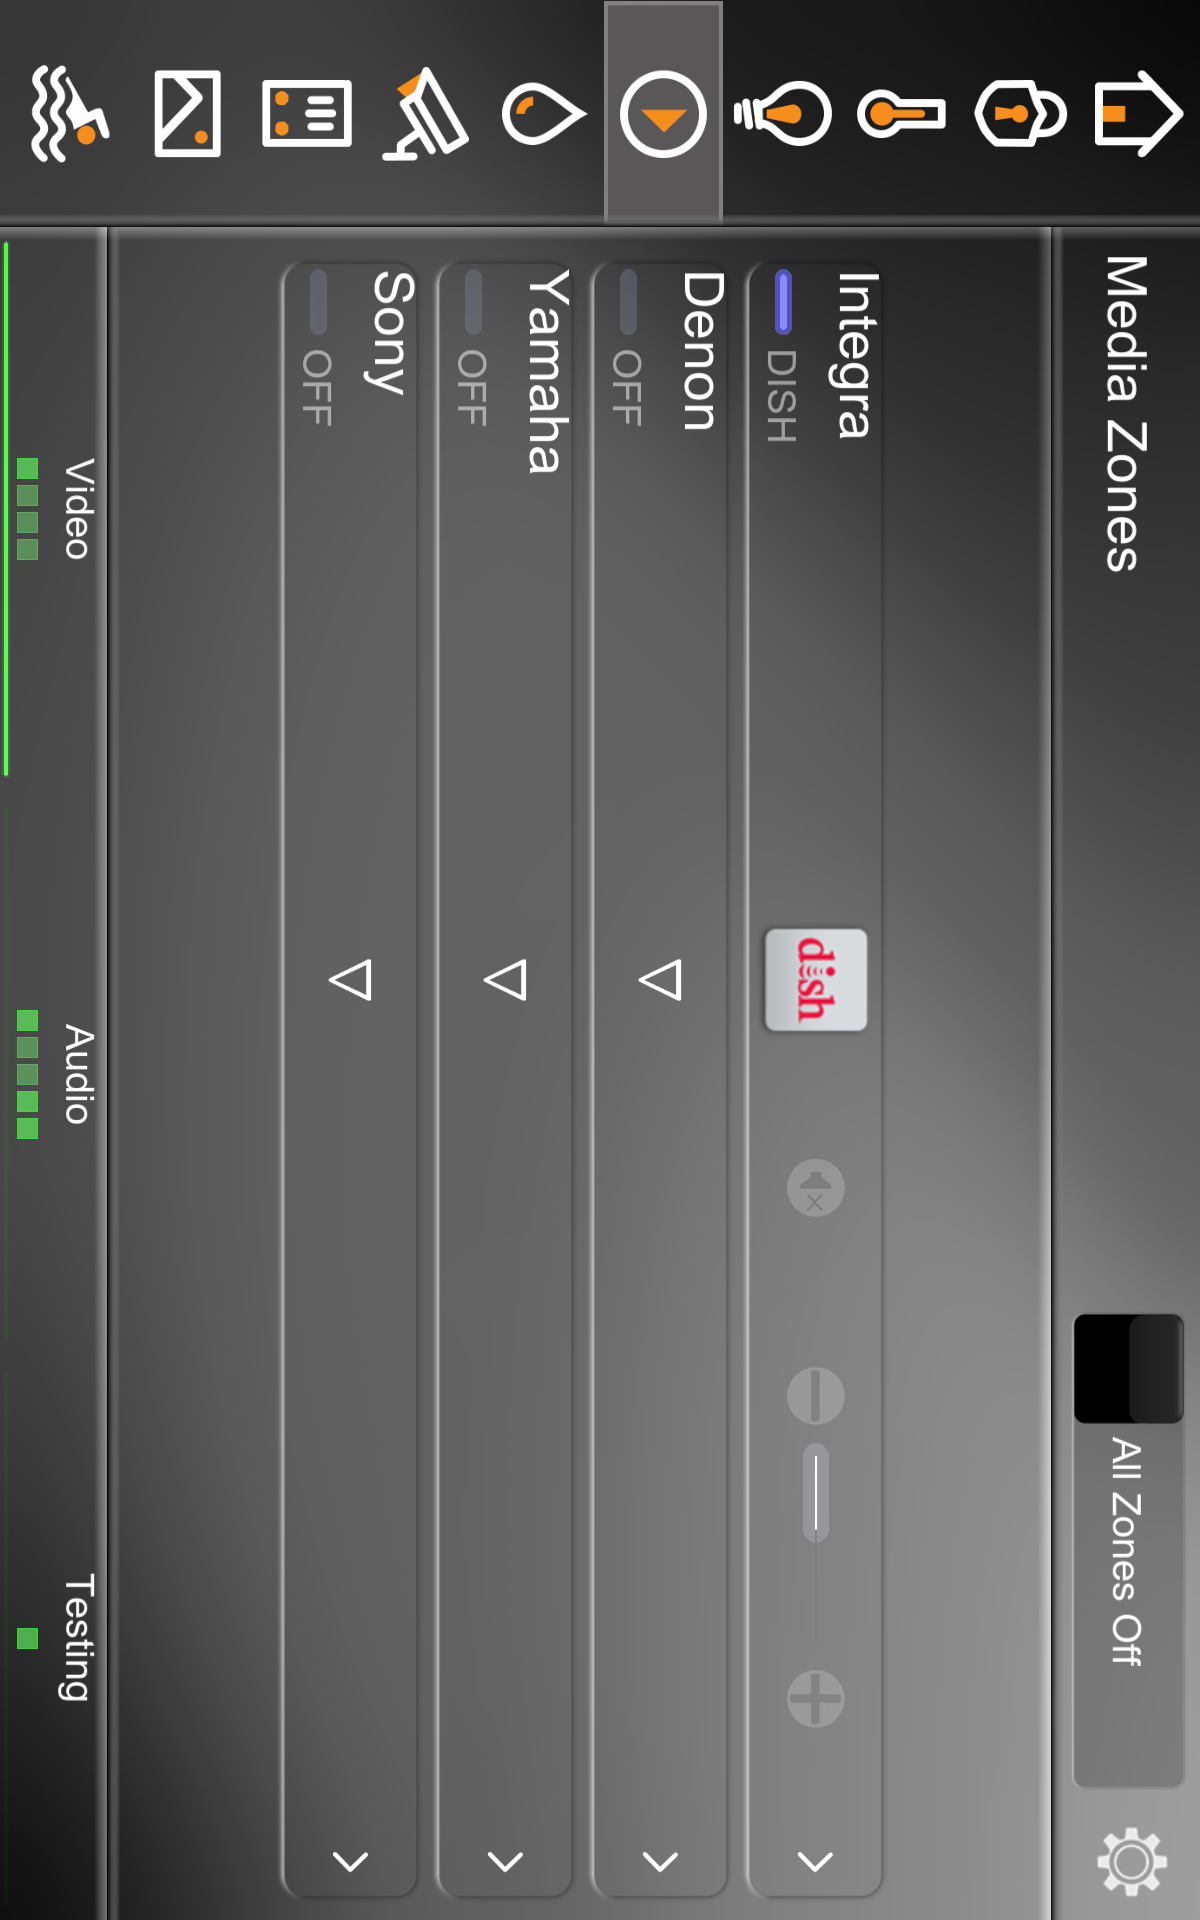 Media Zones
All Zones Off
Integra
DISH
dish
Denon
OFF
Yamaha
OFF
Sony
OFF
Video
Audio
Testing